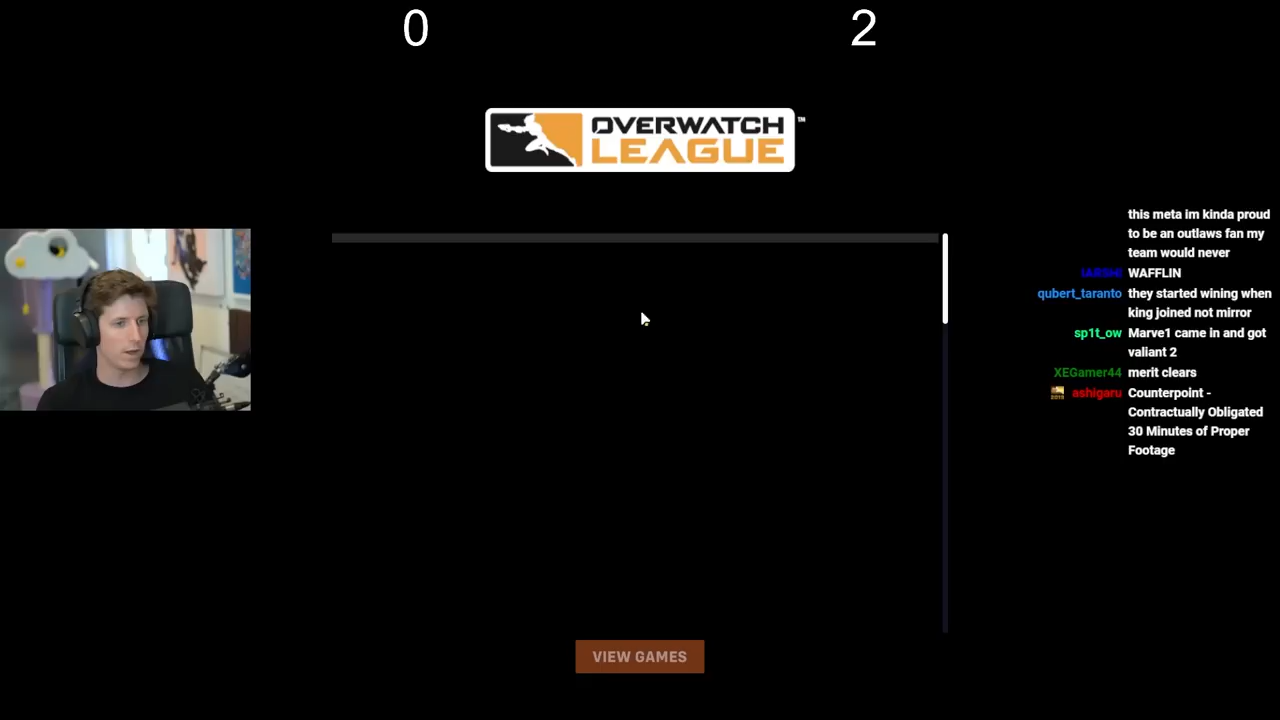 0
2
OVERWATCH
LEAGUE
TM
this meta im kinda proud
to be an outlaws fan my
team would never
WAFFLIN
qubert_taranto they started wining when
king joined not mirror
sp1t_ow Marve1 came in and got
valiant 2
XEGamer44 merit clears
ashigaru Counterpoint -
Contractually Obligated
30 Minutes of Proper
Footage
VIEW GAMES